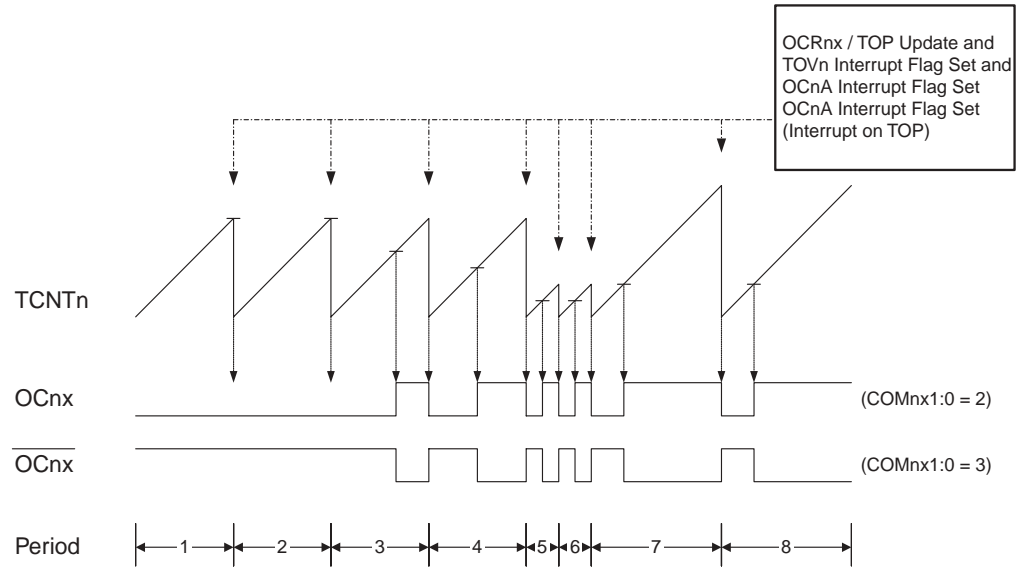 OCRnx / TOP Update and
TOVn Interrupt Flag Set and
OCnA Interrupt Flag Set
OCnA Interrupt Flag Set
(Interrupt on TOP)
TCNTn
OCnx
(COMnx1:0 = 2)
OCnx
(COMnx1:0 = 3)
Period
1 2 3 4 5 6 7 8